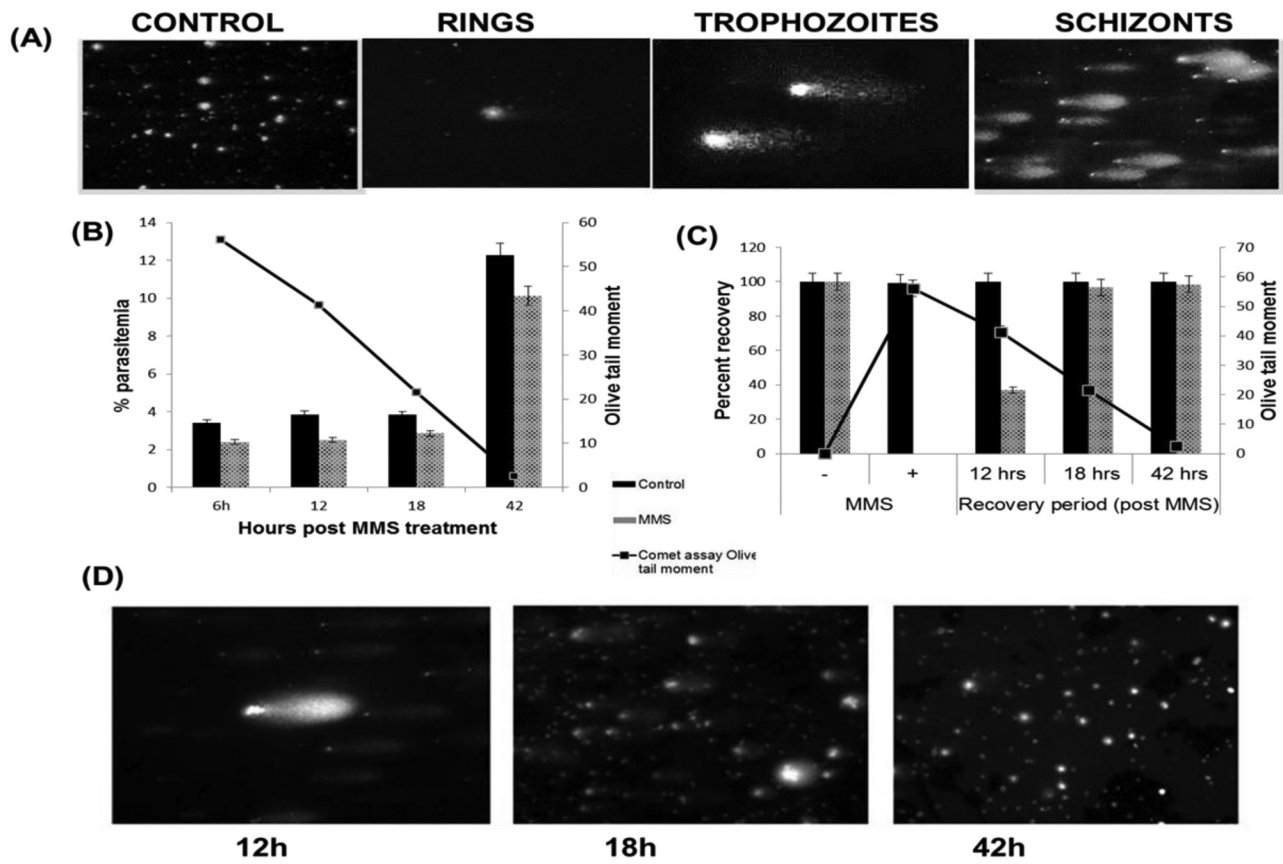 (A)
CONTROL
RINGS
TROPHOZOITES
SCHIZONTS
(B)
% parasitemia
14
12
10
8
6
4
2
0
60
50
40
30
20
10
0
Olive tail moment
6h 12 18 42
Hours post MMS treatment
Control
MMS
Comet assay Olive
tail moment
(C)
Percent recovery
120
100
80
60
40
20
0
70
60
50
40
30
20
10
0
Olive tail moment
- + 12 hrs 18 hrs 42 hrs
MMS Recovery period (post MMS)
(D)
12h
18h
42h